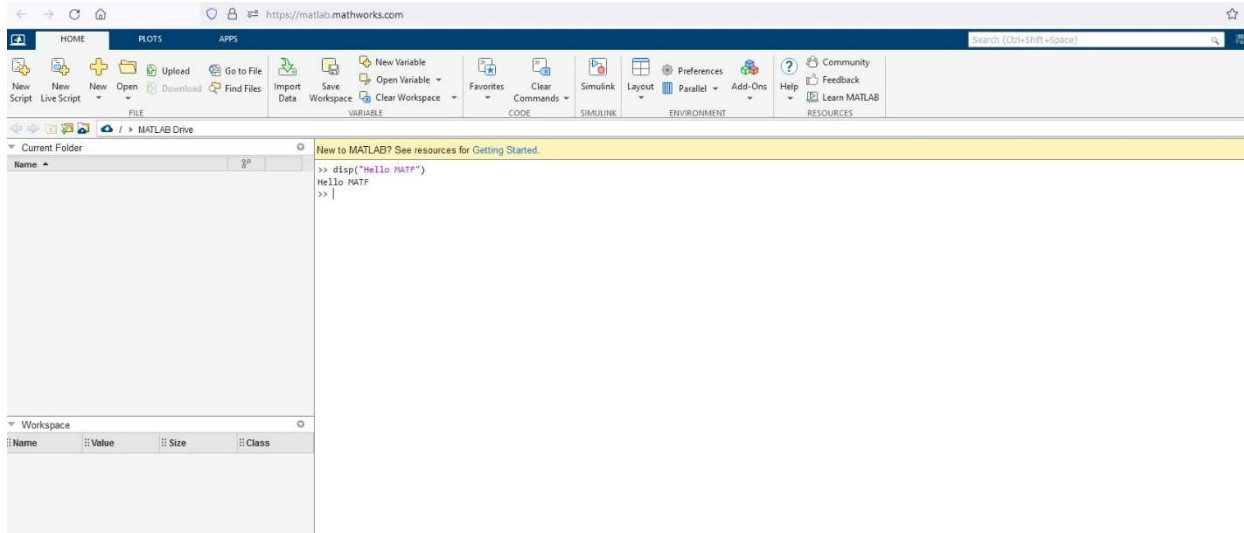 https://matlab.mathworks.com
HOME PLOTS APPS
Search (Ctrl+Shift+Space)
New Script
New Live Script
New
Open
Upload
Download
Go to File
Find Files
Import Data
Save Workspace
New Variable
Open Variable
Clear Workspace
Favorites
Clear Commands
Simulink
Layout
Preferences
Parallel
Add-Ons
Help
Community
Feedback
Learn MATLAB
FILE VARIABLE CODE SIMULINK ENVIRONMENT RESOURCES
/ > MATLAB Drive
Current Folder
Name
New to MATLAB? See resources for Getting Started.
>> disp("Hello MATF")
Hello MATF
>>
Workspace
Name Value Size Class